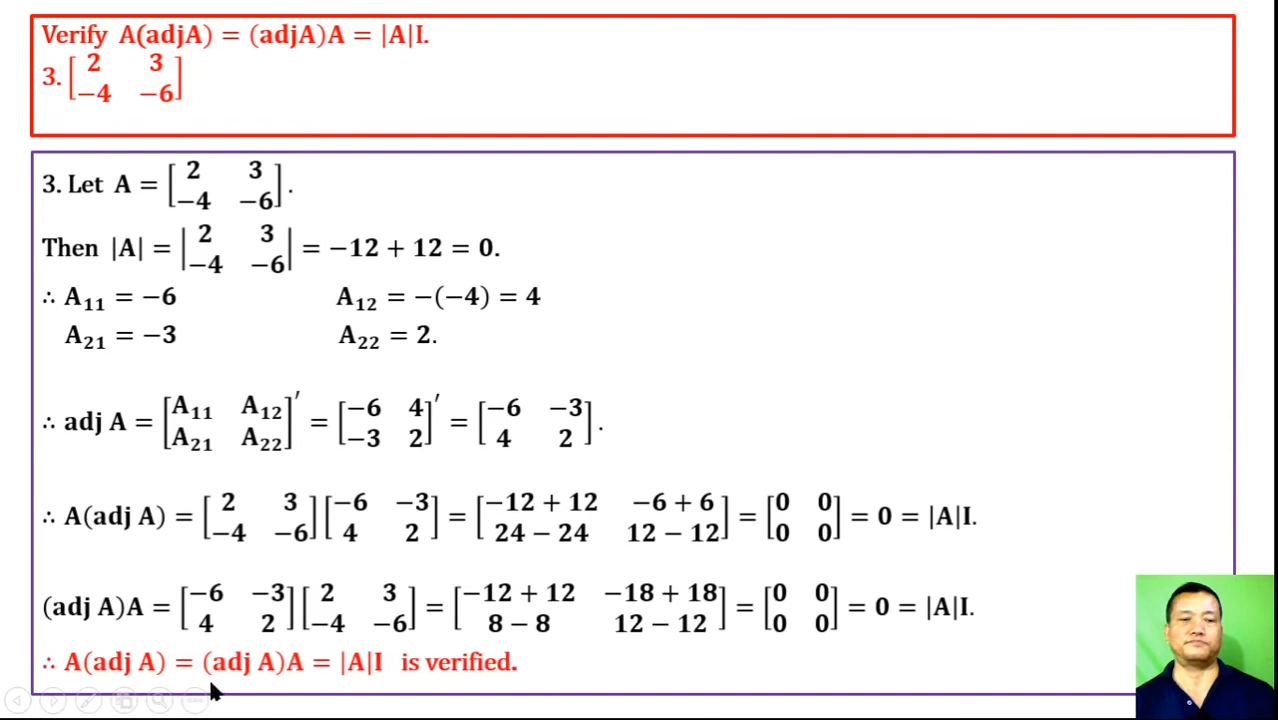 Verify A(adjA) = (adjA)A = |A|I.
3. [2 3
−4 −6]
3. Let A = [2 3
−4 −6].
Then |A| = |2 3
−4 −6| = −12 + 12 = 0.
∴ A₁₁ = −6 A₁₂ = −(−4) = 4
A₂₁ = −3 A₂₂ = 2.
∴ adj A = [A₁₁ A₁₂
A₂₁ A₂₂]′ = [−6 4
−3 2]′ = [−6 −3
4 2].
∴ A(adj A) = [2 3
−4 −6][−6 −3
4 2] = [−12 + 12 −6 + 6
24 − 24 12 − 12] = [0 0
0 0] = 0 = |A|I.
(adj A)A = [−6 −3
4 2][2 3
−4 −6] = [−12 + 12 −18 + 18
8 − 8 12 − 12] = [0 0
0 0] = 0 = |A|I.
∴ A(adj A) = (adj A)A = |A|I is verified.